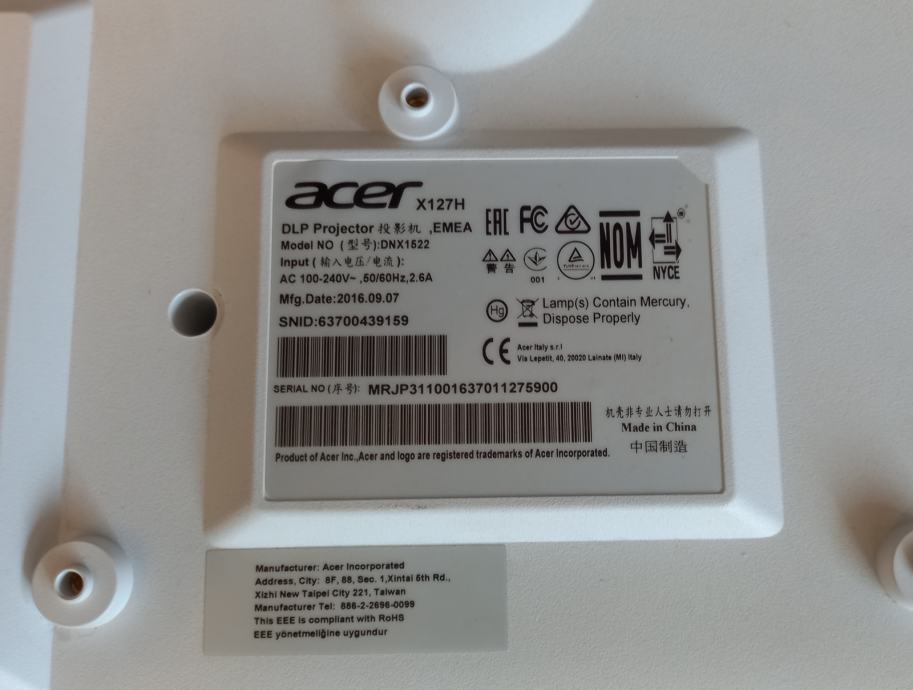 acer X127H
DLP Projector 投影机 ,EMEA
Model NO (型号):DNX1522
Input (输入电压/电流):
AC 100-240V~ ,50/60Hz,2.6A
Mfg.Date:2016.09.07
SNID:63700439159
SERIAL NO (序号): MRJP311001637011275900
Product of Acer Inc.,Acer and logo are registered trademarks of Acer Incorporated.
EAC FC
NOM
NYCE
警告
001
Hg
Lamp(s) Contain Mercury,
Dispose Properly
CE
Acer Italy s.r.l
Via Lepetit, 40, 20020 Lainate (MI) Italy
机壳非专业人士请勿打开
Made in China
中国制造
Manufacturer: Acer Incorporated
Address, City: 8F, 88, Sec. 1,Xintai 5th Rd.,
Xizhi New Taipei City 221, Taiwan
Manufacturer Tel: 886-2-2696-0099
This EEE is compliant with RoHS
EEE yönetmeliğine uygundur